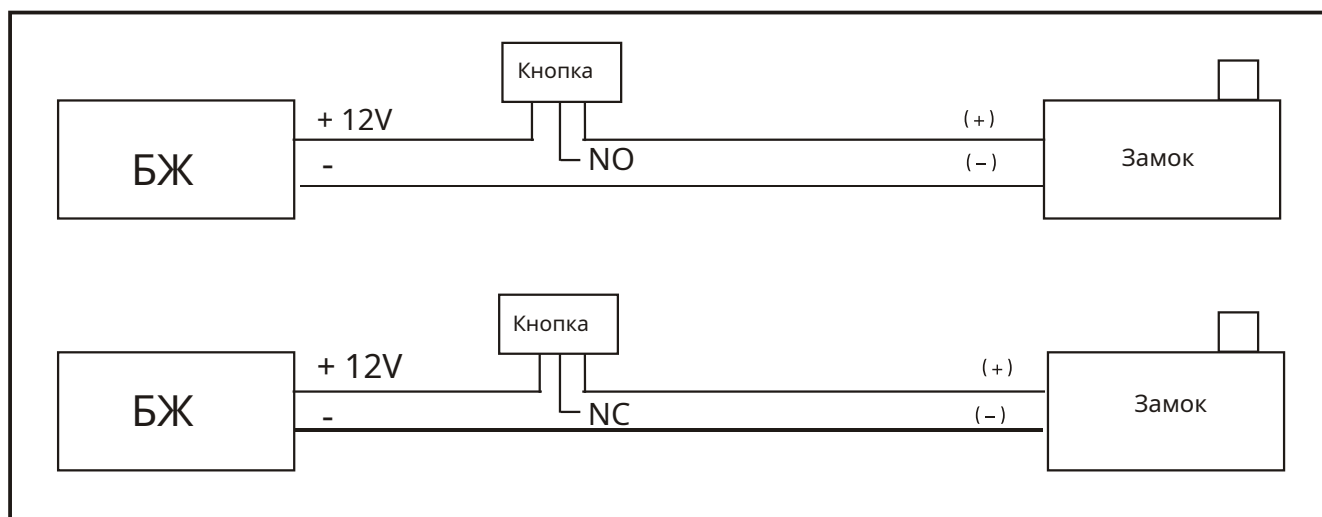 Кнопка
+ 12V
(+)
БЖ
-
NO
(-)
Замок
Кнопка
+ 12V
(+)
БЖ
-
NC
(-)
Замок